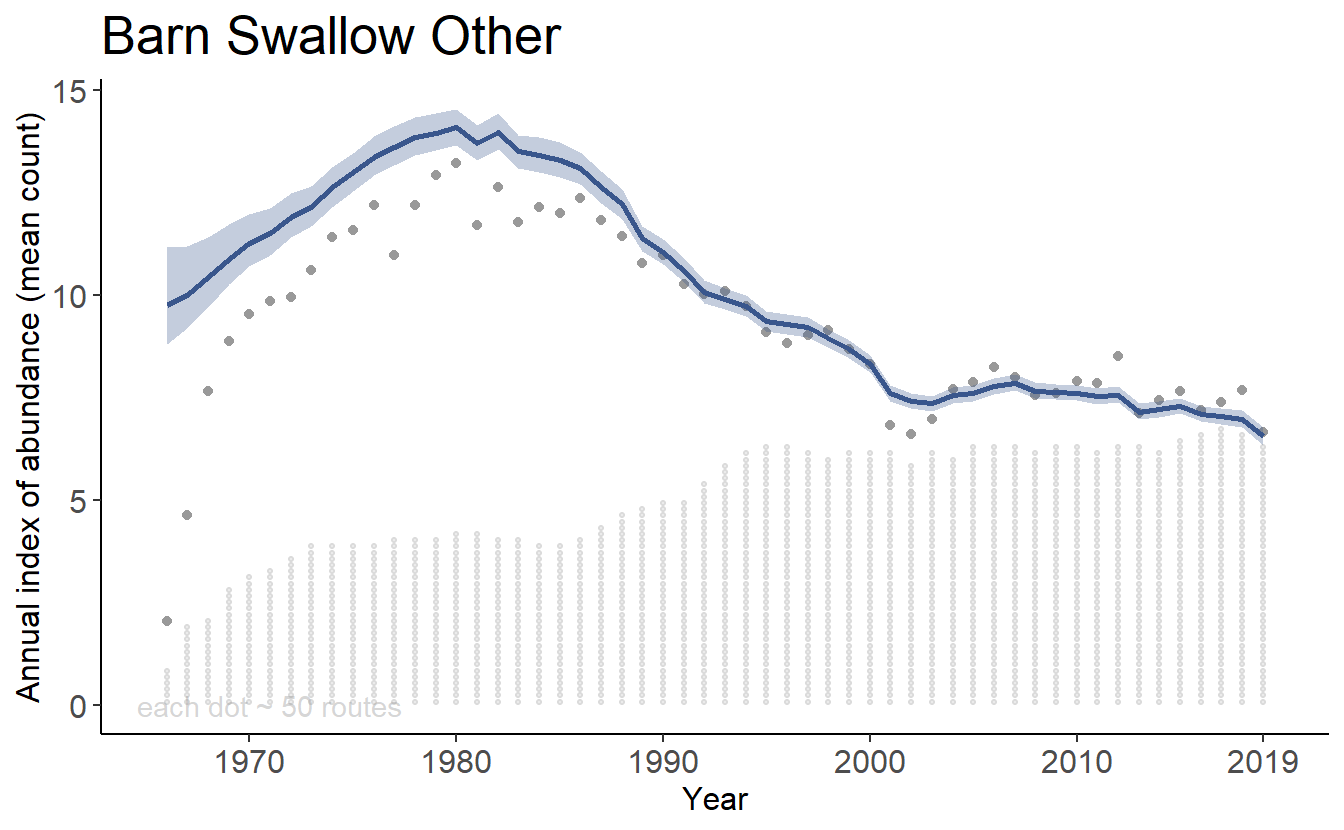 Barn Swallow Other
Annual index of abundance (mean count)
15
10
5
0
each dot ~ 50 routes
1970 1980 1990 2000 2010 2019
Year